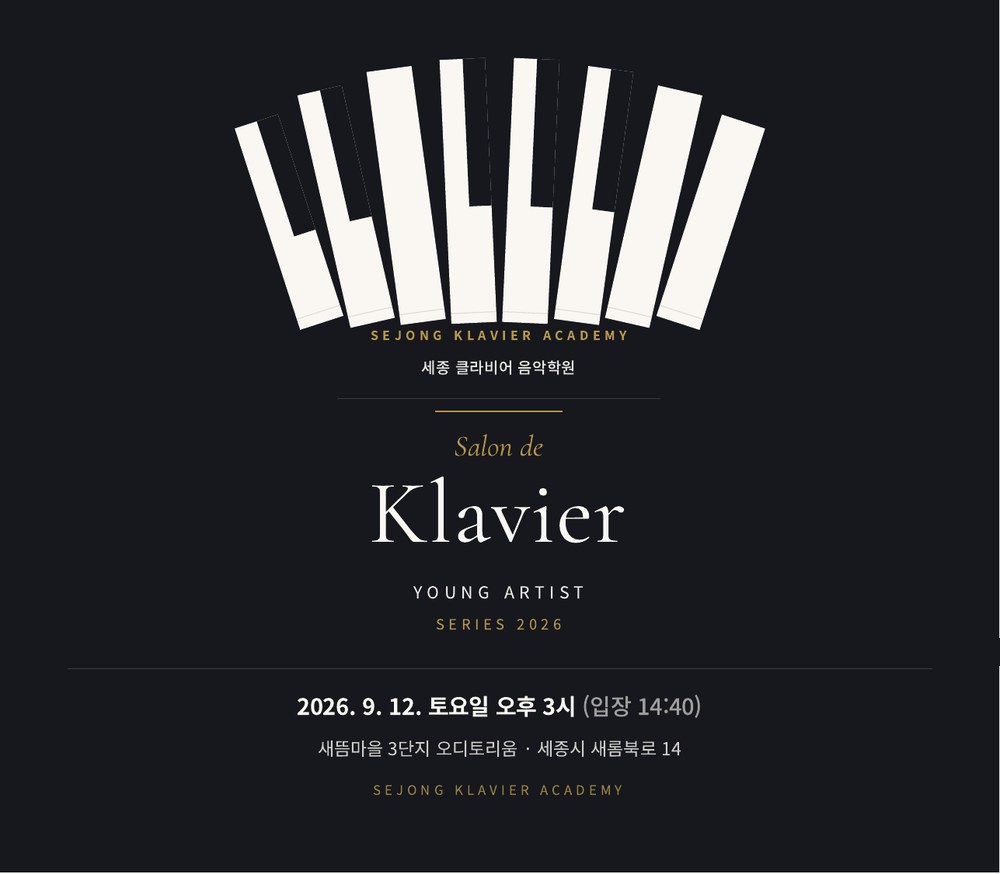 SEJONG KLAVIER ACADEMY
세종 클라비어 음악학원
Salon de
Klavier
YOUNG ARTIST
SERIES 2026
2026. 9. 12. 토요일 오후 3시 (입장 14:40)
새뜸마을 3단지 오디토리움 · 세종시 새롬북로 14
SEJONG KLAVIER ACADEMY